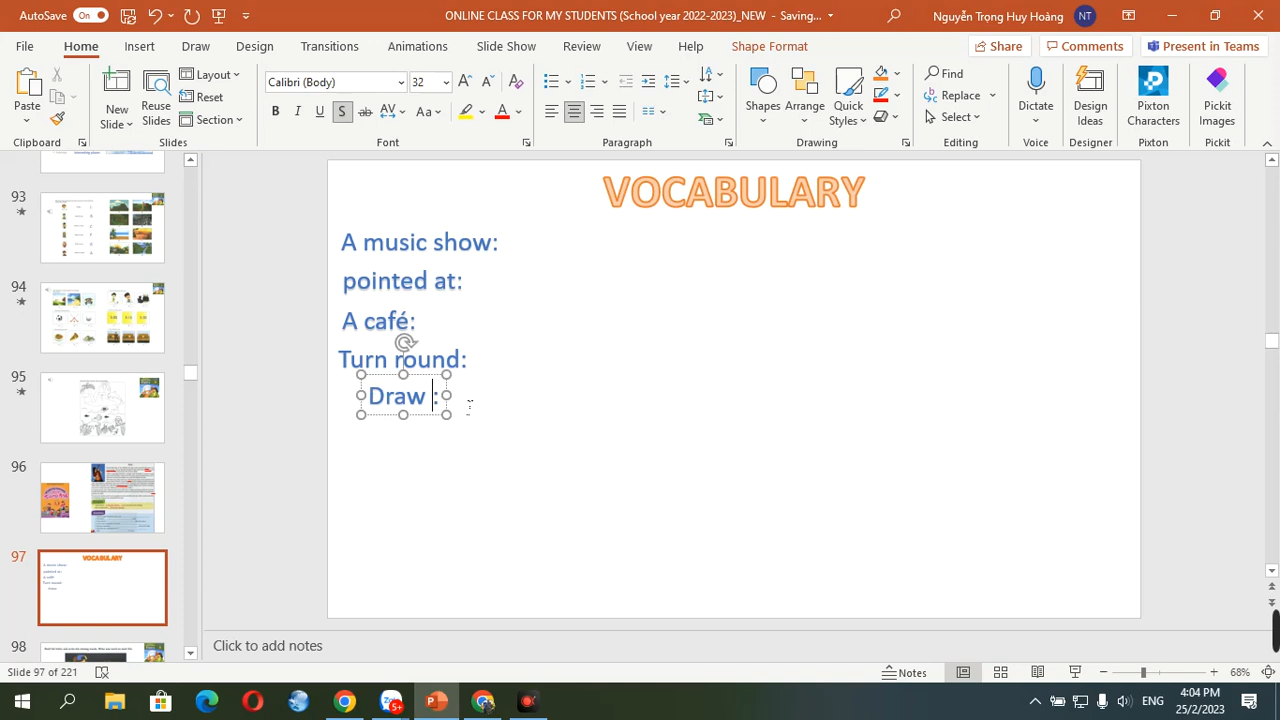 AutoSave On
ONLINE CLASS FOR MY STUDENTS (School year 2022-2023)_NEW - Saving...
Nguyễn Trọng Huy Hoàng NT
File Home Insert Draw Design Transitions Animations Slide Show Review View Help Shape Format
Share Comments Present in Teams
Paste
New Slide
Reuse Slides
Layout
Reset
Section
Calibri (Body) 32
B I U S ab AV Aa A
Shapes
Arrange
Quick Styles
Find
Replace
Select
Dictate
Design Ideas
Pixton Characters
Pickit Images
Clipboard Slides Font Paragraph Drawing Editing Voice Designer Pixton Pickit
93
94
95
96
97
98
VOCABULARY
A music show:
pointed at:
A café:
Turn round:
Draw :
Click to add notes
Slide 97 of 221
Notes
68%
ENG
4:04 PM
25/2/2023